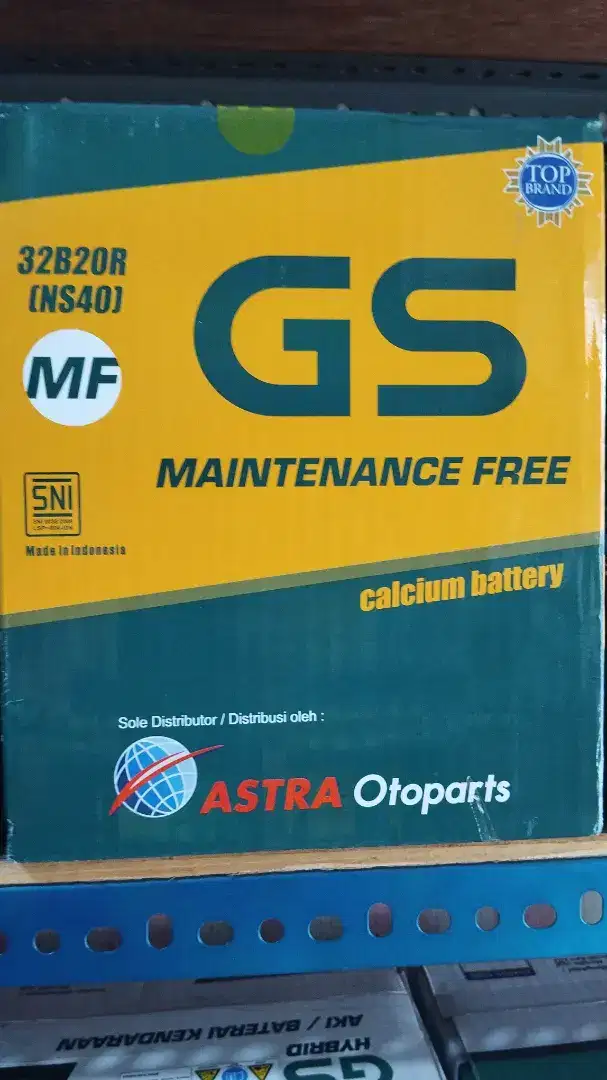 TOP
BRAND
32B20R
(NS40)
MF
GS
MAINTENANCE FREE
SNI
Made in Indonesia
calcium battery
Sole Distributor / Distribusi oleh :
ASTRA Otoparts
AKI / BATERAI KENDARAAN
HYBRID
GS